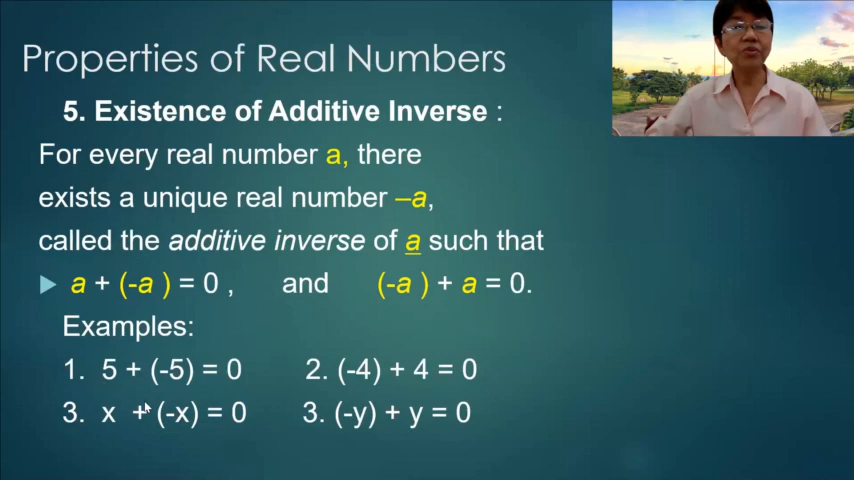 Properties of Real Numbers
5. Existence of Additive Inverse :
For every real number a, there
exists a unique real number –a,
called the additive inverse of a such that
a + (-a ) = 0 , and (-a ) + a = 0.
Examples:
1. 5 + (-5) = 0 2. (-4) + 4 = 0
3. x + (-x) = 0 3. (-y) + y = 0